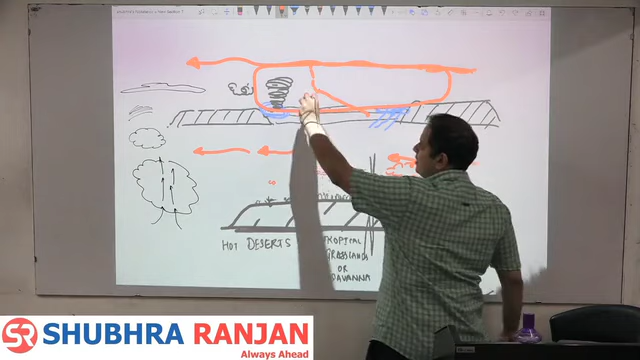 HOT DESERTS
TROPICAL
GRASSLANDS
OR
SAVANNA
SHUBHRA RANJAN
Always Ahead